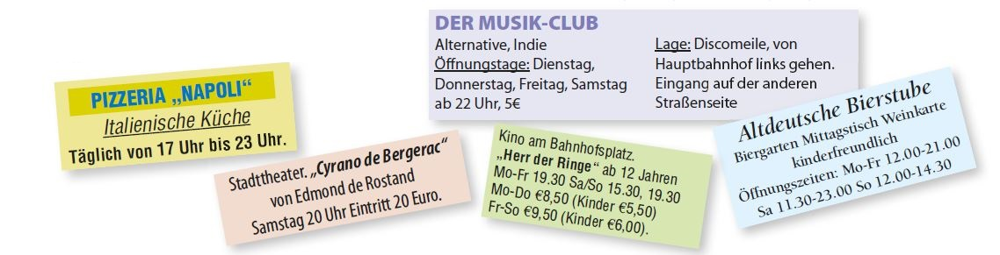 PIZZERIA „NAPOLI“
Italienische Küche
Täglich von 17 Uhr bis 23 Uhr.
Stadttheater. „Cyrano de Bergerac“
von Edmond de Rostand
Samstag 20 Uhr Eintritt 20 Euro.
DER MUSIK-CLUB
Alternative, Indie
Öffnungstage: Dienstag,
Donnerstag, Freitag, Samstag
ab 22 Uhr, 5€
Lage: Discomeile, von
Hauptbahnhof links gehen.
Eingang auf der anderen
Straßenseite
Kino am Bahnhofsplatz.
„Herr der Ringe“ ab 12 Jahren
Mo-Fr 19.30 Sa/So 15.30, 19.30
Mo-Do €8,50 (Kinder €5,50)
Fr-So €9,50 (Kinder €6,00).
Altdeutsche Bierstube
Biergarten Mittagstisch Weinkarte
kinderfreundlich
Öffnungszeiten: Mo-Fr 12.00-21.00
Sa 11.30-23.00 So 12.00-14.30